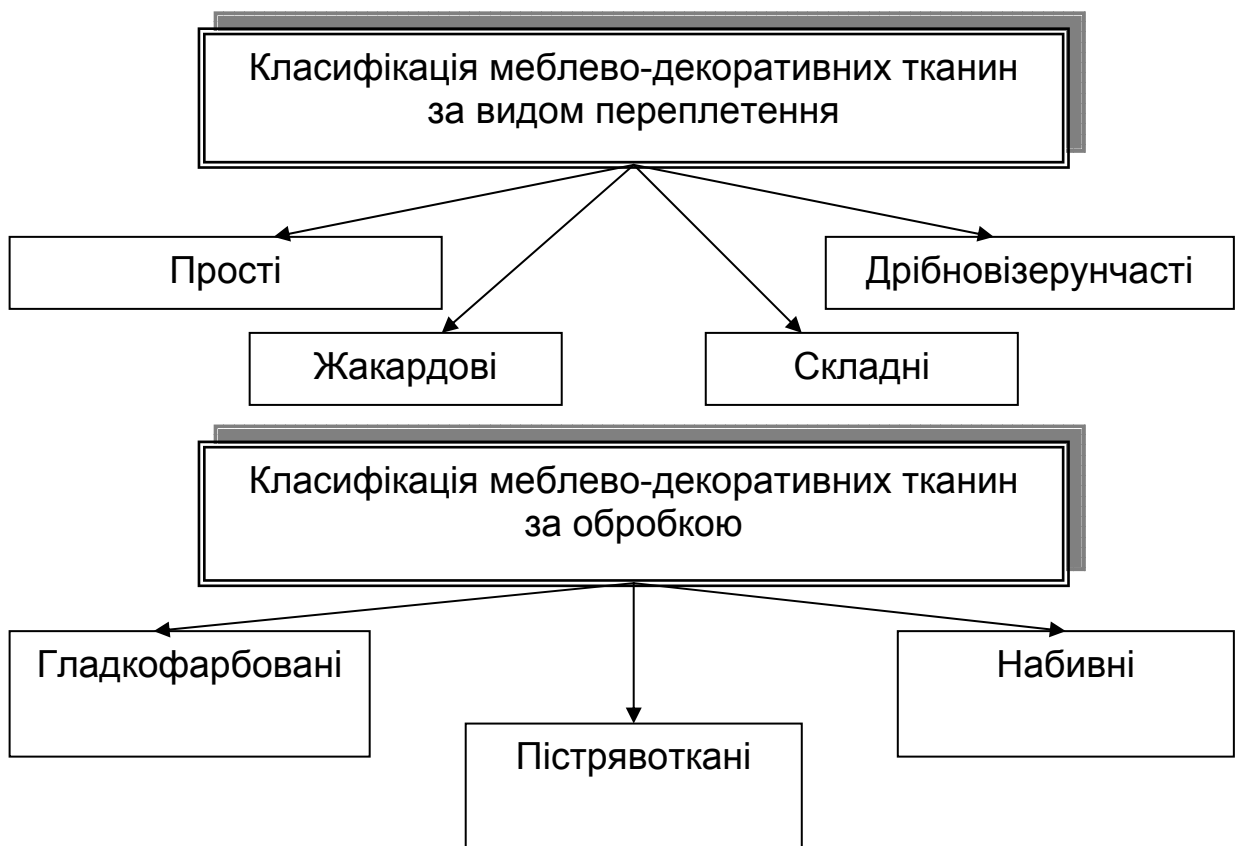 Класифікація меблево-декоративних тканин
за видом переплетення
Прості
Дрібновізерунчасті
Жакардові
Складні
Класифікація меблево-декоративних тканин
за обробкою
Гладкофарбовані
Набивні
Пістрявоткані